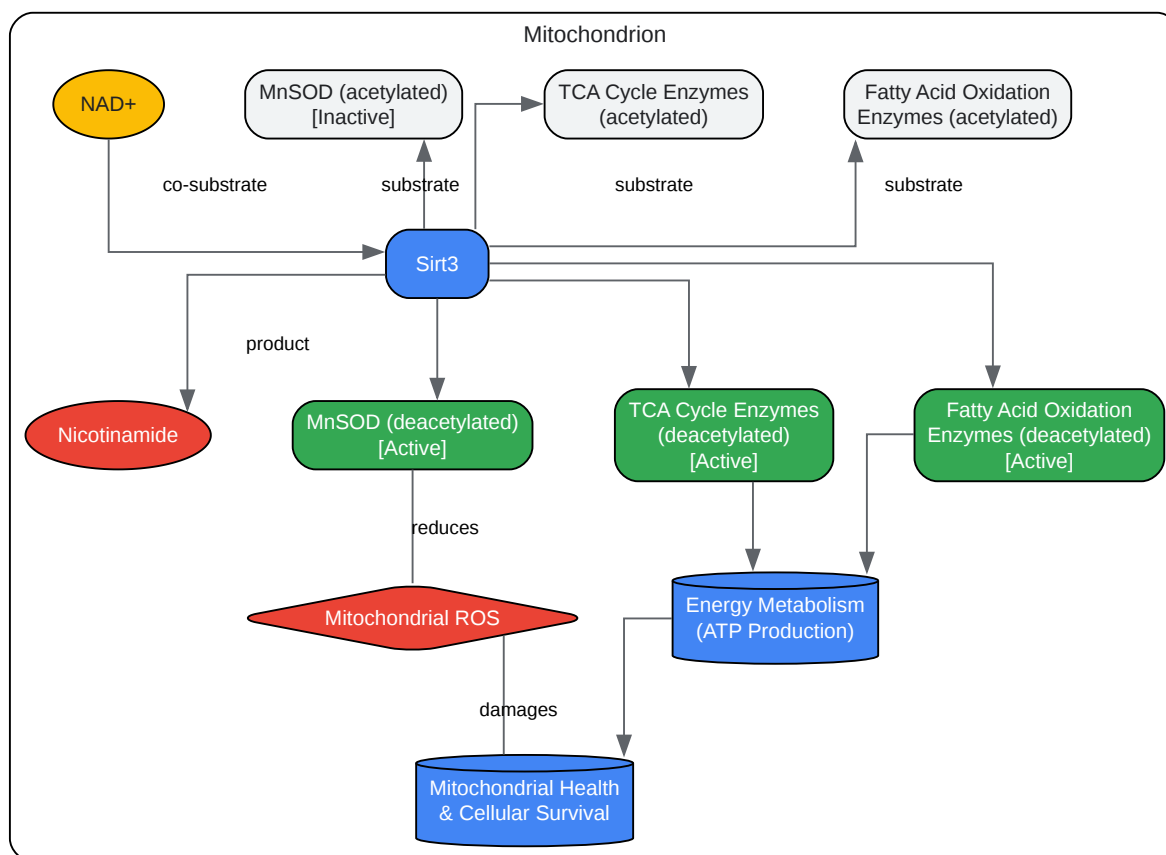 Mitochondrion
NAD+
MnSOD (acetylated)
[Inactive]
TCA Cycle Enzymes
(acetylated)
Fatty Acid Oxidation
Enzymes (acetylated)
co-substrate
substrate
substrate
substrate
Sirt3
product
Nicotinamide
MnSOD (deacetylated)
[Active]
TCA Cycle Enzymes
(deacetylated)
[Active]
Fatty Acid Oxidation
Enzymes (deacetylated)
[Active]
reduces
Mitochondrial ROS
Energy Metabolism
(ATP Production)
damages
Mitochondrial Health
& Cellular Survival